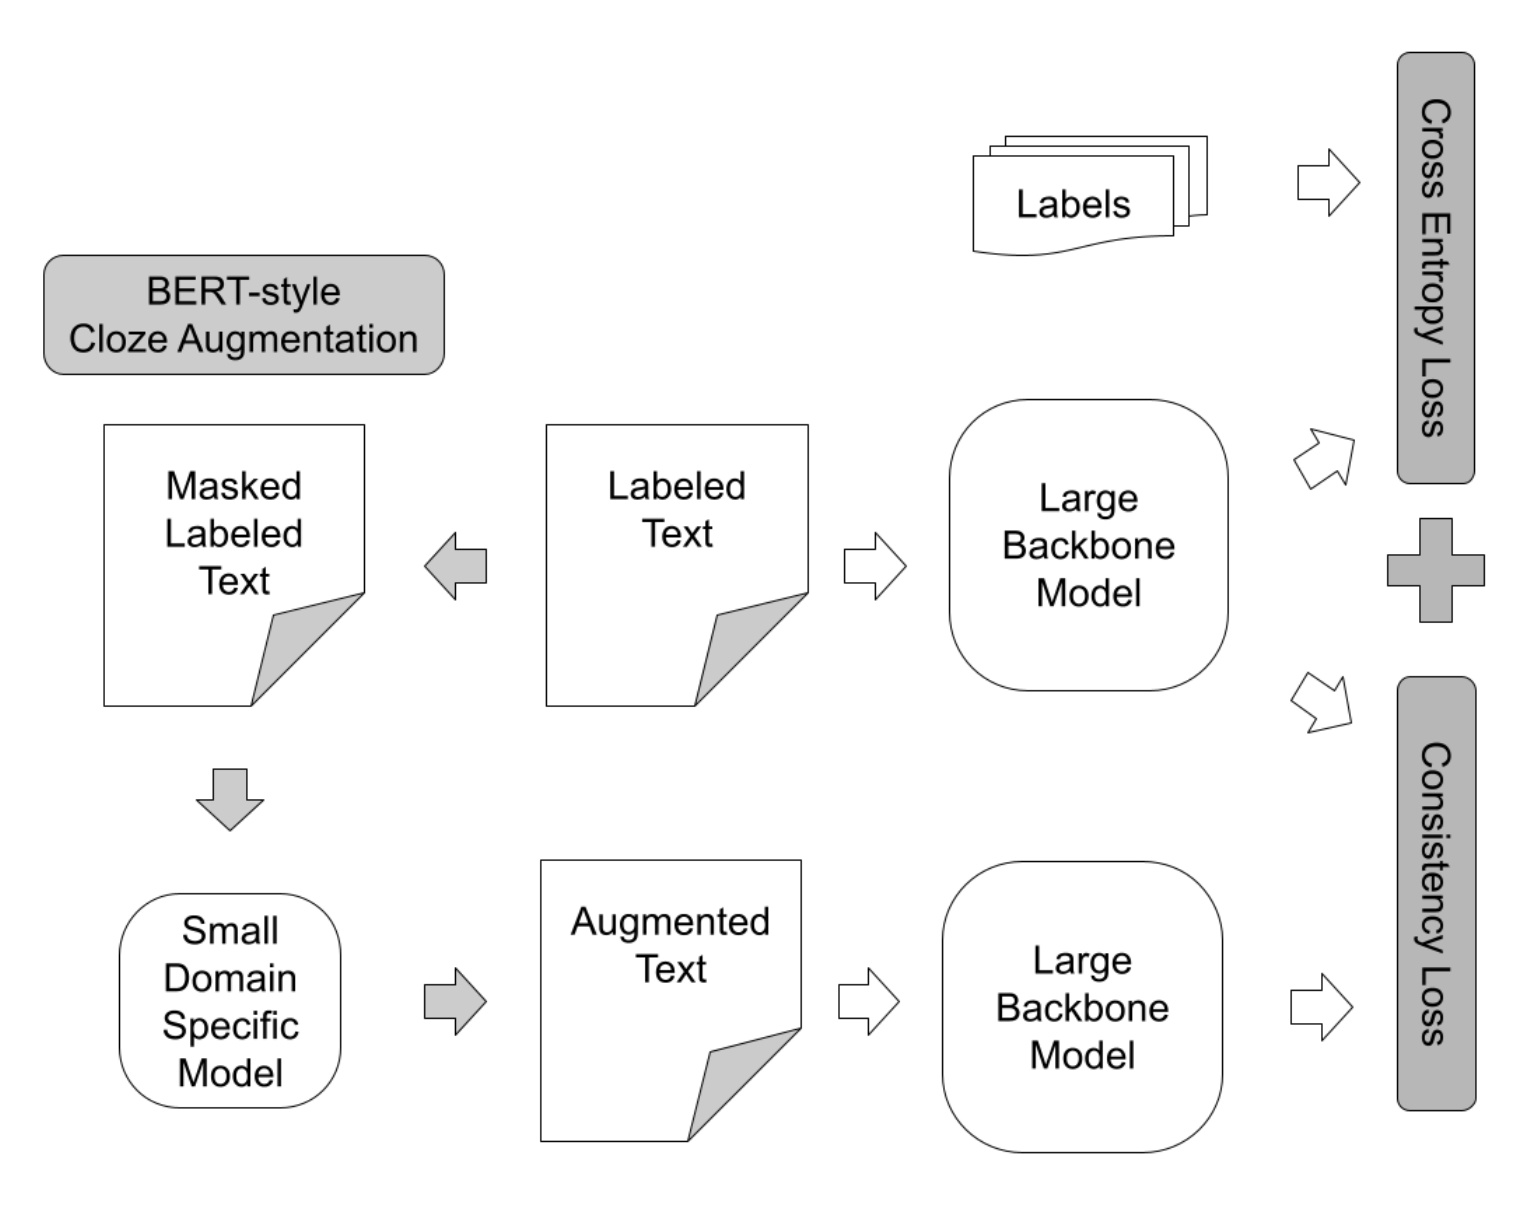 Labels
Cross Entropy Loss
BERT-style
Cloze Augmentation
Masked
Labeled
Text
Labeled
Text
Large
Backbone
Model
Small
Domain
Specific
Model
Augmented
Text
Large
Backbone
Model
Consistency Loss